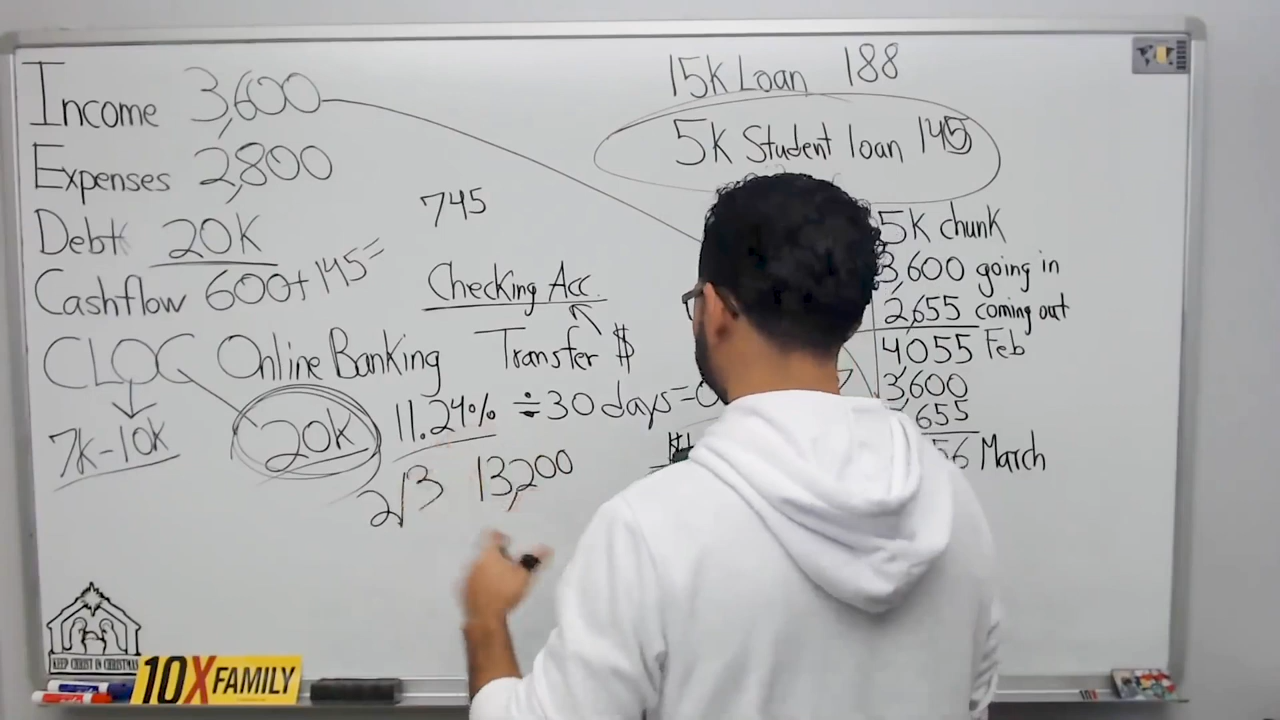 Income 3,600
Expenses 2,800
Debt 20K
Cashflow 600+145=
745
Checking Acc.
CLOC Online Banking Transfer $
7K-10K
20K
11.24% ÷30 days=0
2/3 13,200
15K Loan 188
5K Student loan 145
5K chunk
3,600 going in
2,655 coming out
4055 Feb
3,600
655
56 March
KEEP CHRIST IN CHRISTMAS
10X FAMILY
10X